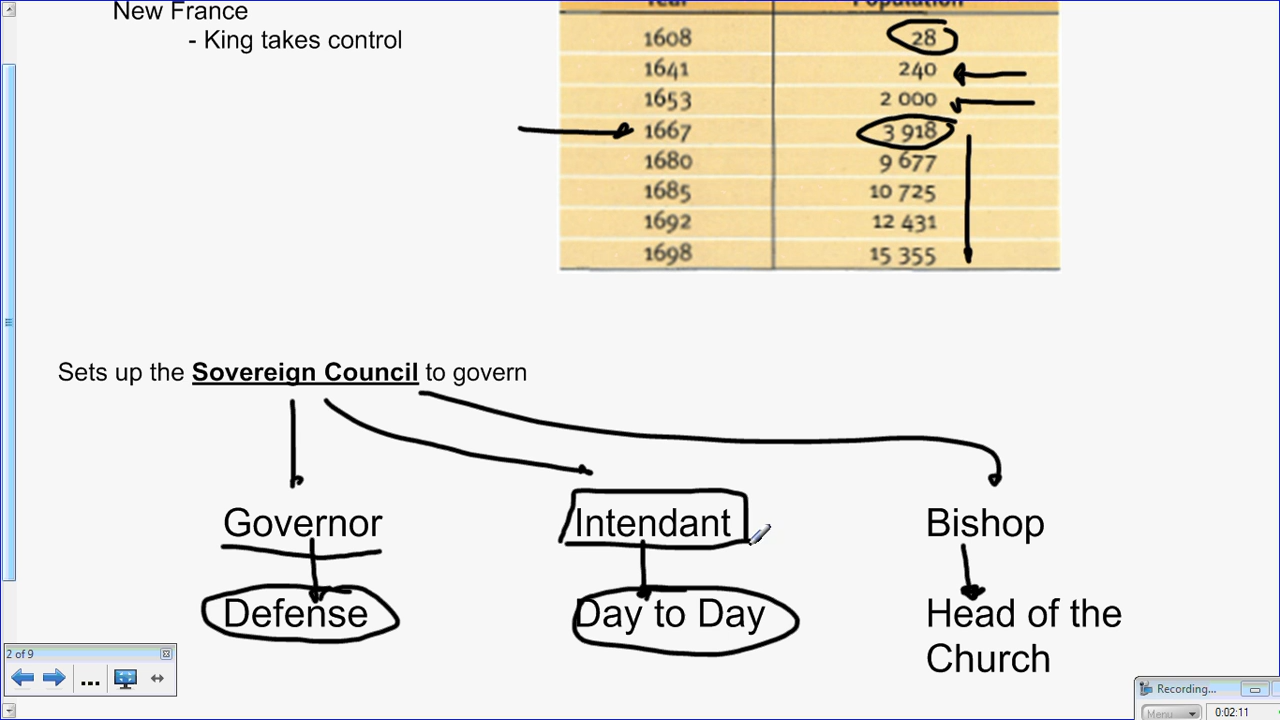 New France
- King takes control
Year Population
1608 28
1641 240
1653 2 000
1667 3 918
1680 9 677
1685 10 725
1692 12 431
1698 15 355
Sets up the Sovereign Council to govern
Governor Intendant Bishop
Defense Day to Day Head of the
Church
2 of 9
...
Recording...
Menu 0:02:11